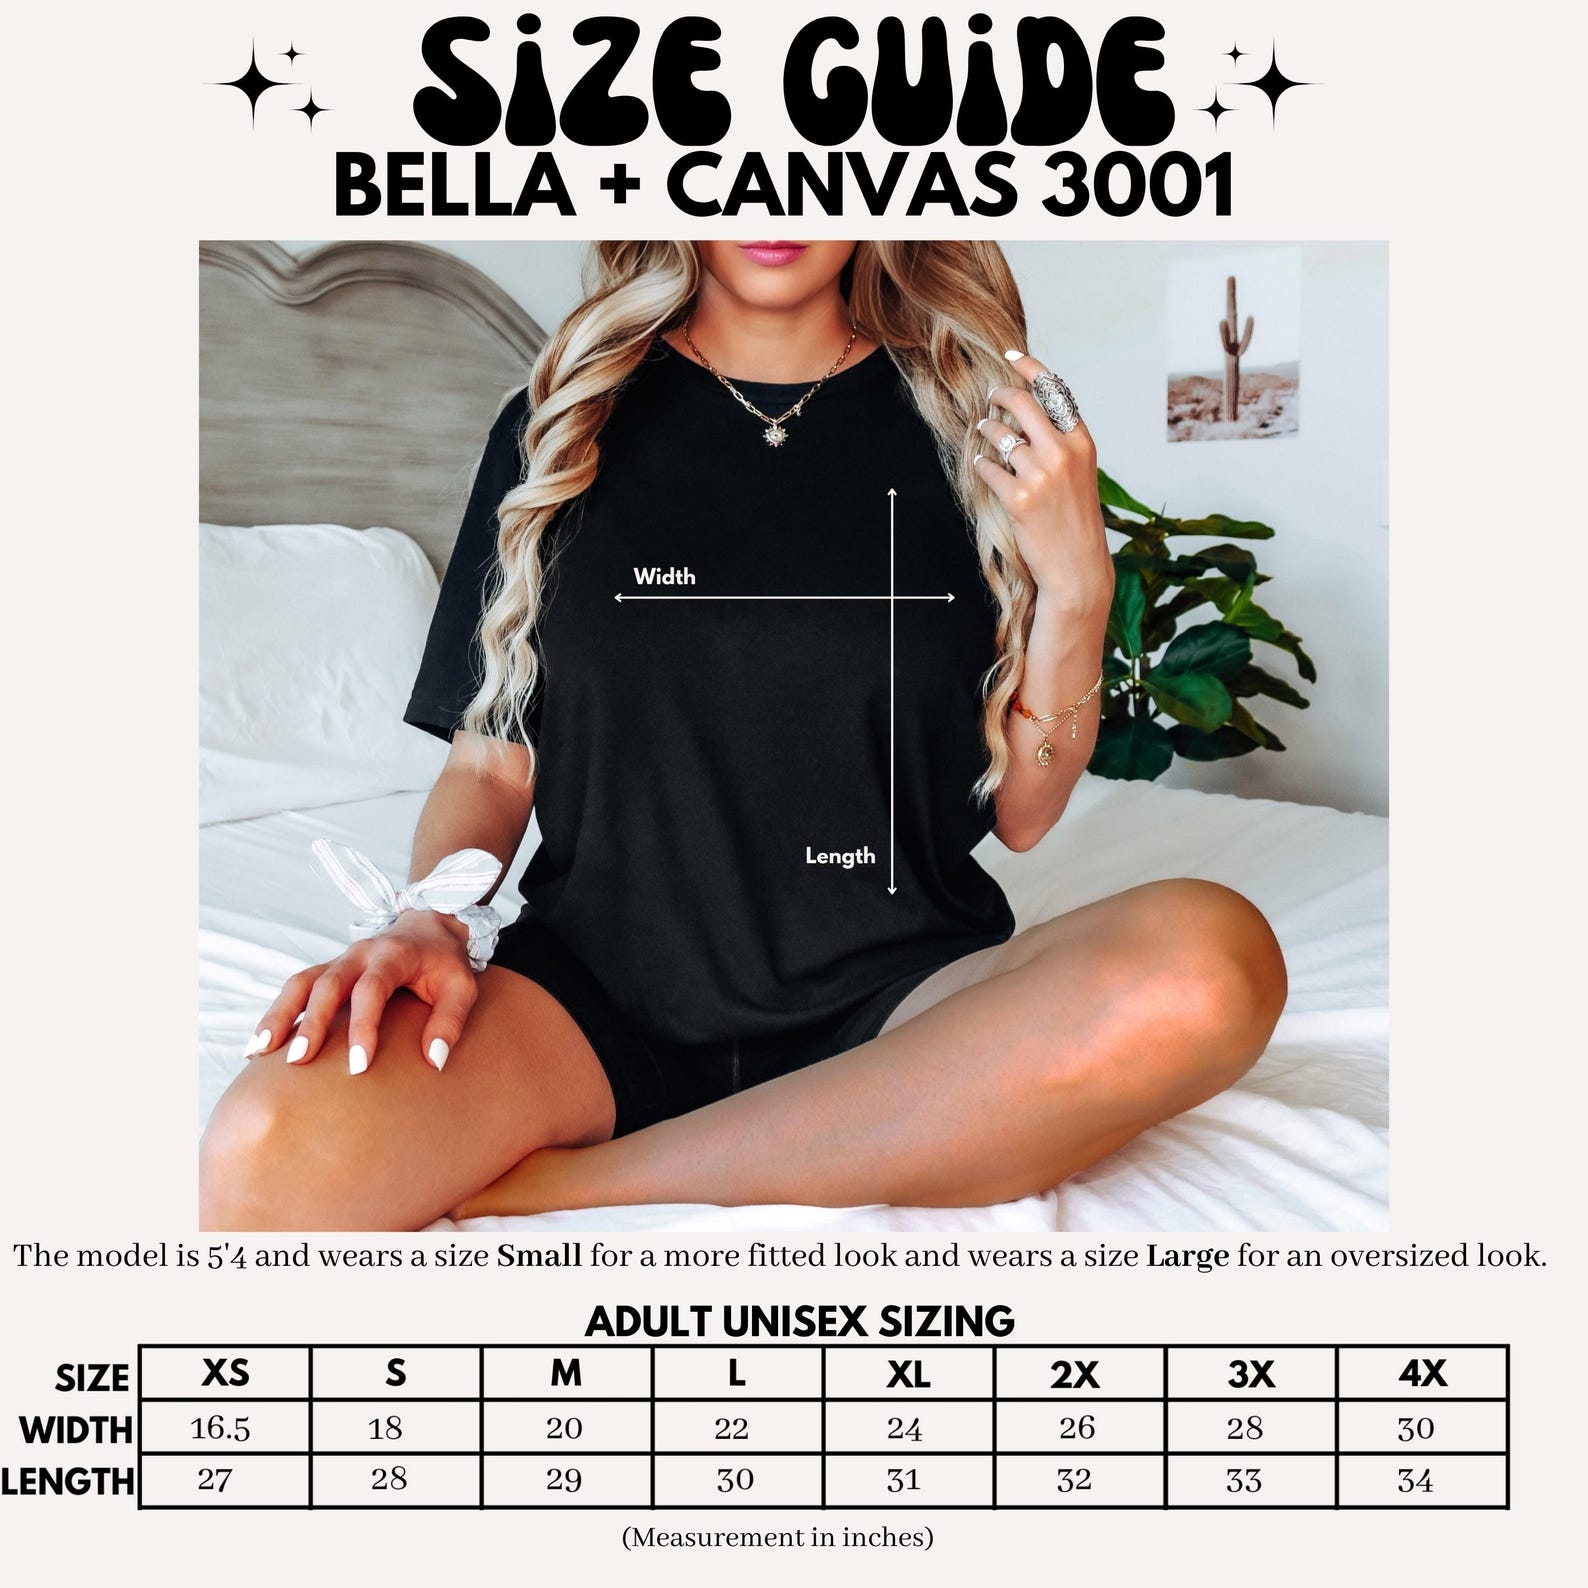 SiZE GUiDE
BELLA + CANVAS 3001
Width
Length
The model is 5'4 and wears a size Small for a more fitted look and wears a size Large for an oversized look.
ADULT UNISEX SIZING
SIZE XS S M L XL 2X 3X 4X
WIDTH 16.5 18 20 22 24 26 28 30
LENGTH 27 28 29 30 31 32 33 34
(Measurement in inches)